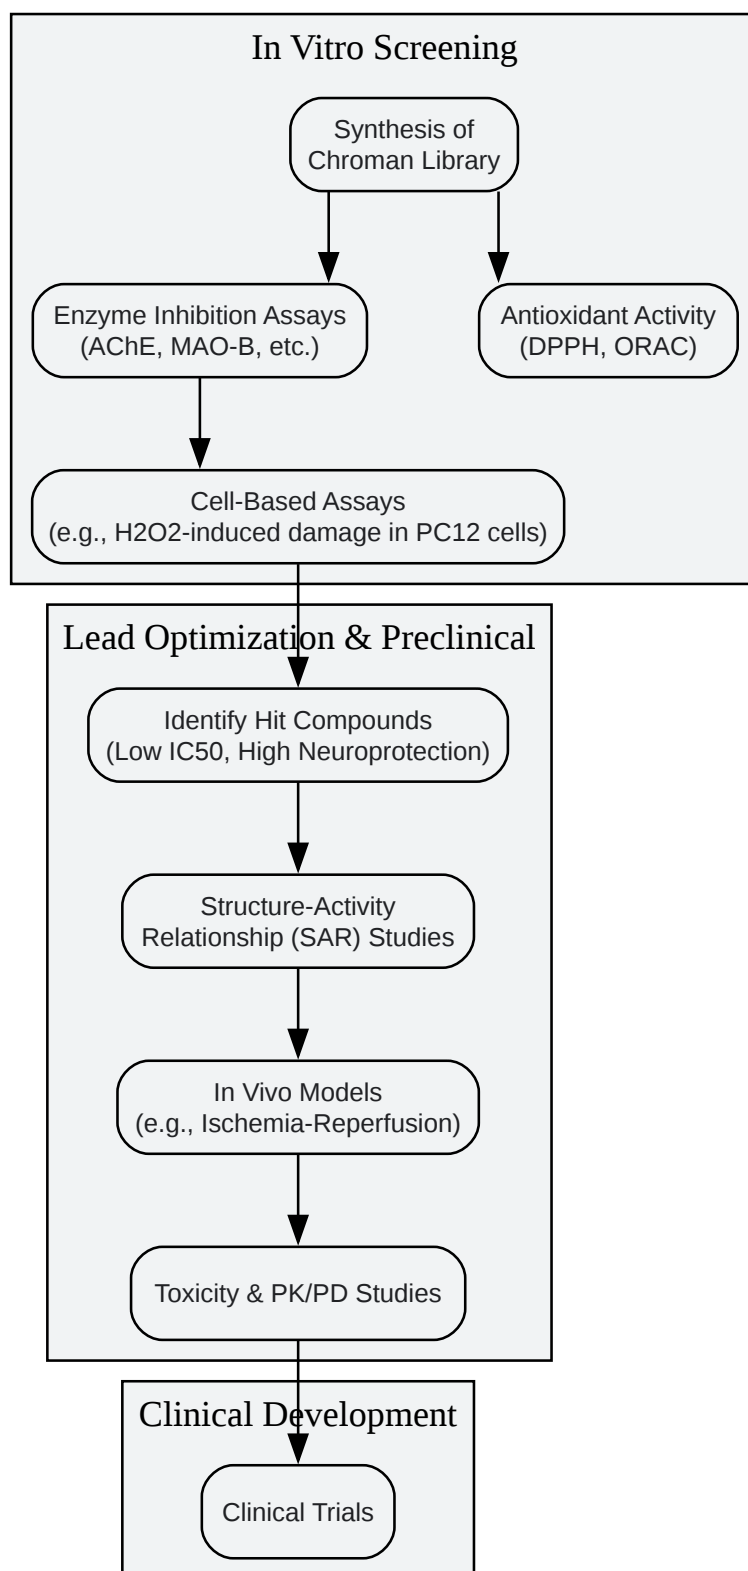 In Vitro Screening
Synthesis of
Chroman Library
Enzyme Inhibition Assays
(AChE, MAO-B, etc.)
Antioxidant Activity
(DPPH, ORAC)
Cell-Based Assays
(e.g., H2O2-induced damage in PC12 cells)
Lead Optimization & Preclinical
Identify Hit Compounds
(Low IC50, High Neuroprotection)
Structure-Activity
Relationship (SAR) Studies
In Vivo Models
(e.g., Ischemia-Reperfusion)
Toxicity & PK/PD Studies
Clinical Development
Clinical Trials